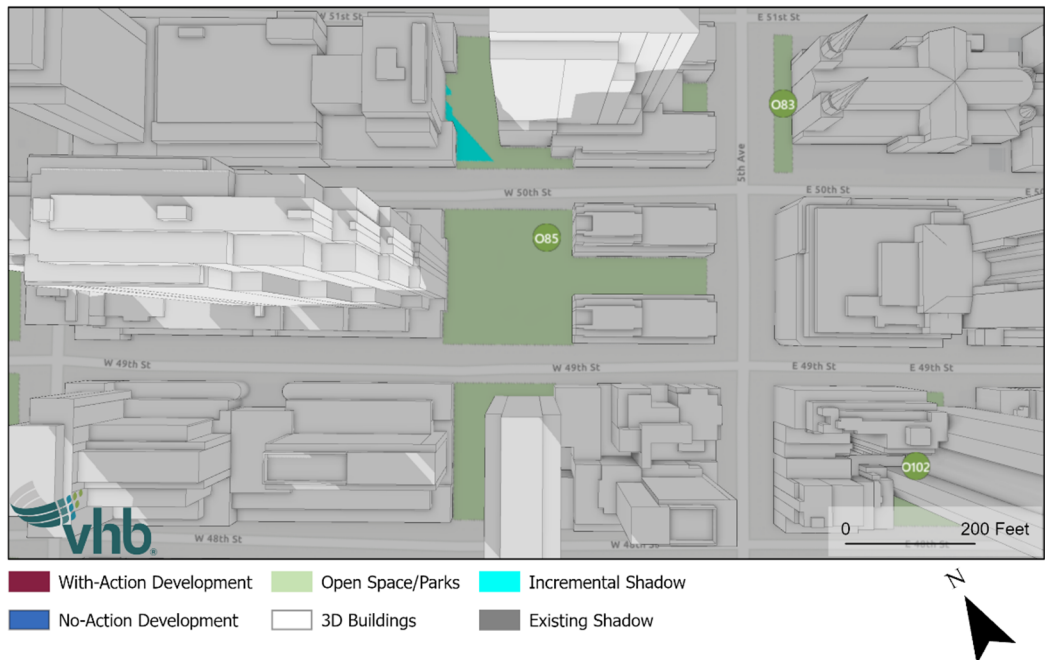 W 51st St
E 51st St
O83
5th Ave
W 50th St
E 50th St
O85
W 49th St
W 49th St
E 49th St
E 49th St
O102
vhb.
0 200 Feet
W 48th St
W 48th St
E 48th St
N
With-Action Development Open Space/Parks Incremental Shadow
No-Action Development 3D Buildings Existing Shadow